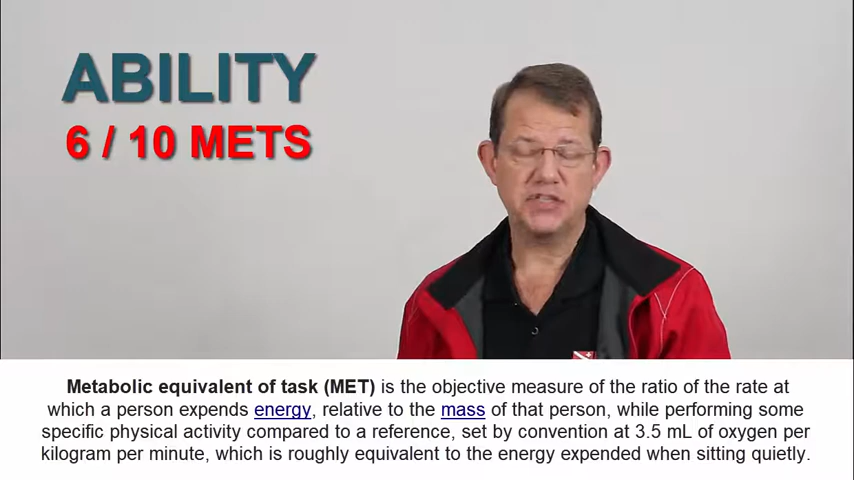 ABILITY
6 / 10 METS
Metabolic equivalent of task (MET) is the objective measure of the ratio of the rate at
which a person expends energy, relative to the mass of that person, while performing some
specific physical activity compared to a reference, set by convention at 3.5 mL of oxygen per
kilogram per minute, which is roughly equivalent to the energy expended when sitting quietly.